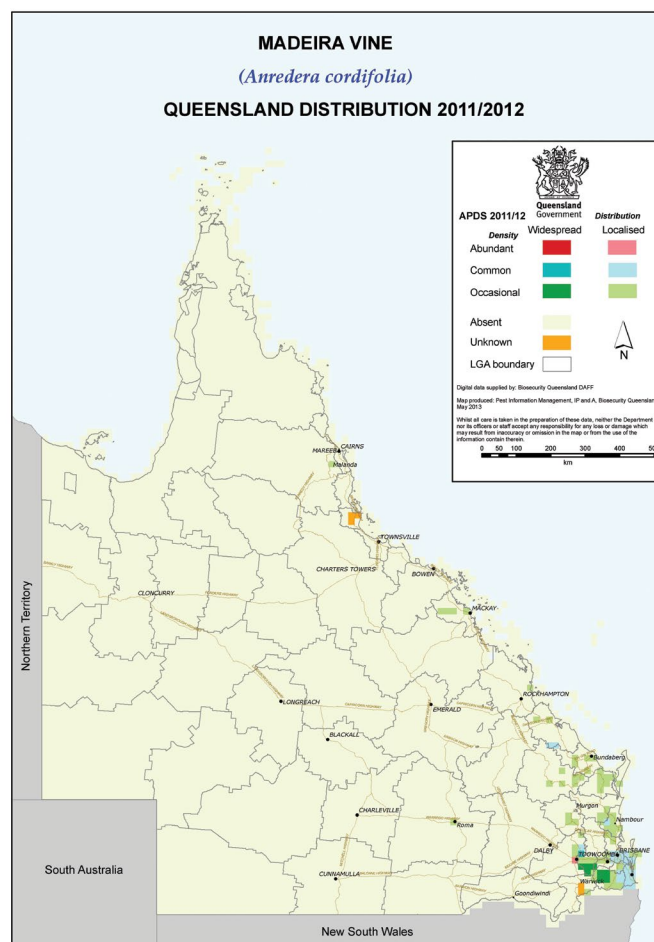 MADEIRA VINE
(Anredera cordifolia)
QUEENSLAND DISTRIBUTION 2011/2012
Queensland
Government
APDS 2011/12 Distribution
Density Widespread Localised
Abundant
Common
Occasional
Absent
Unknown
LGA boundary
N
Digital data supplied by: Biosecurity Queensland DAFF
Map produced: Pest Information Management, IP and A, Biosecurity Queensland
May 2013
Whilst all care is taken in the preparation of these data, neither the Department
nor its officers or staff accept any responsibility for any loss or damage which
may result from inaccuracy or omission in the map or from the use of the
information contain therein.
0 50 100 200 300 400
km
CAIRNS
MAREEBA
Malanda
TOWNSVILLE
CHARTERS TOWERS
BOWEN
CLONCURRY
MACKAY
Northern Territory
LONGREACH
EMERALD
ROCKHAMPTON
BLACKALL
Bundaberg
CHARLEVILLE
Roma
Murgon
Nambour
DALBY
TOOWOOMBA
BRISBANE
South Australia
CUNNAMULLA
Warwick
Goondiwindi
New South Wales